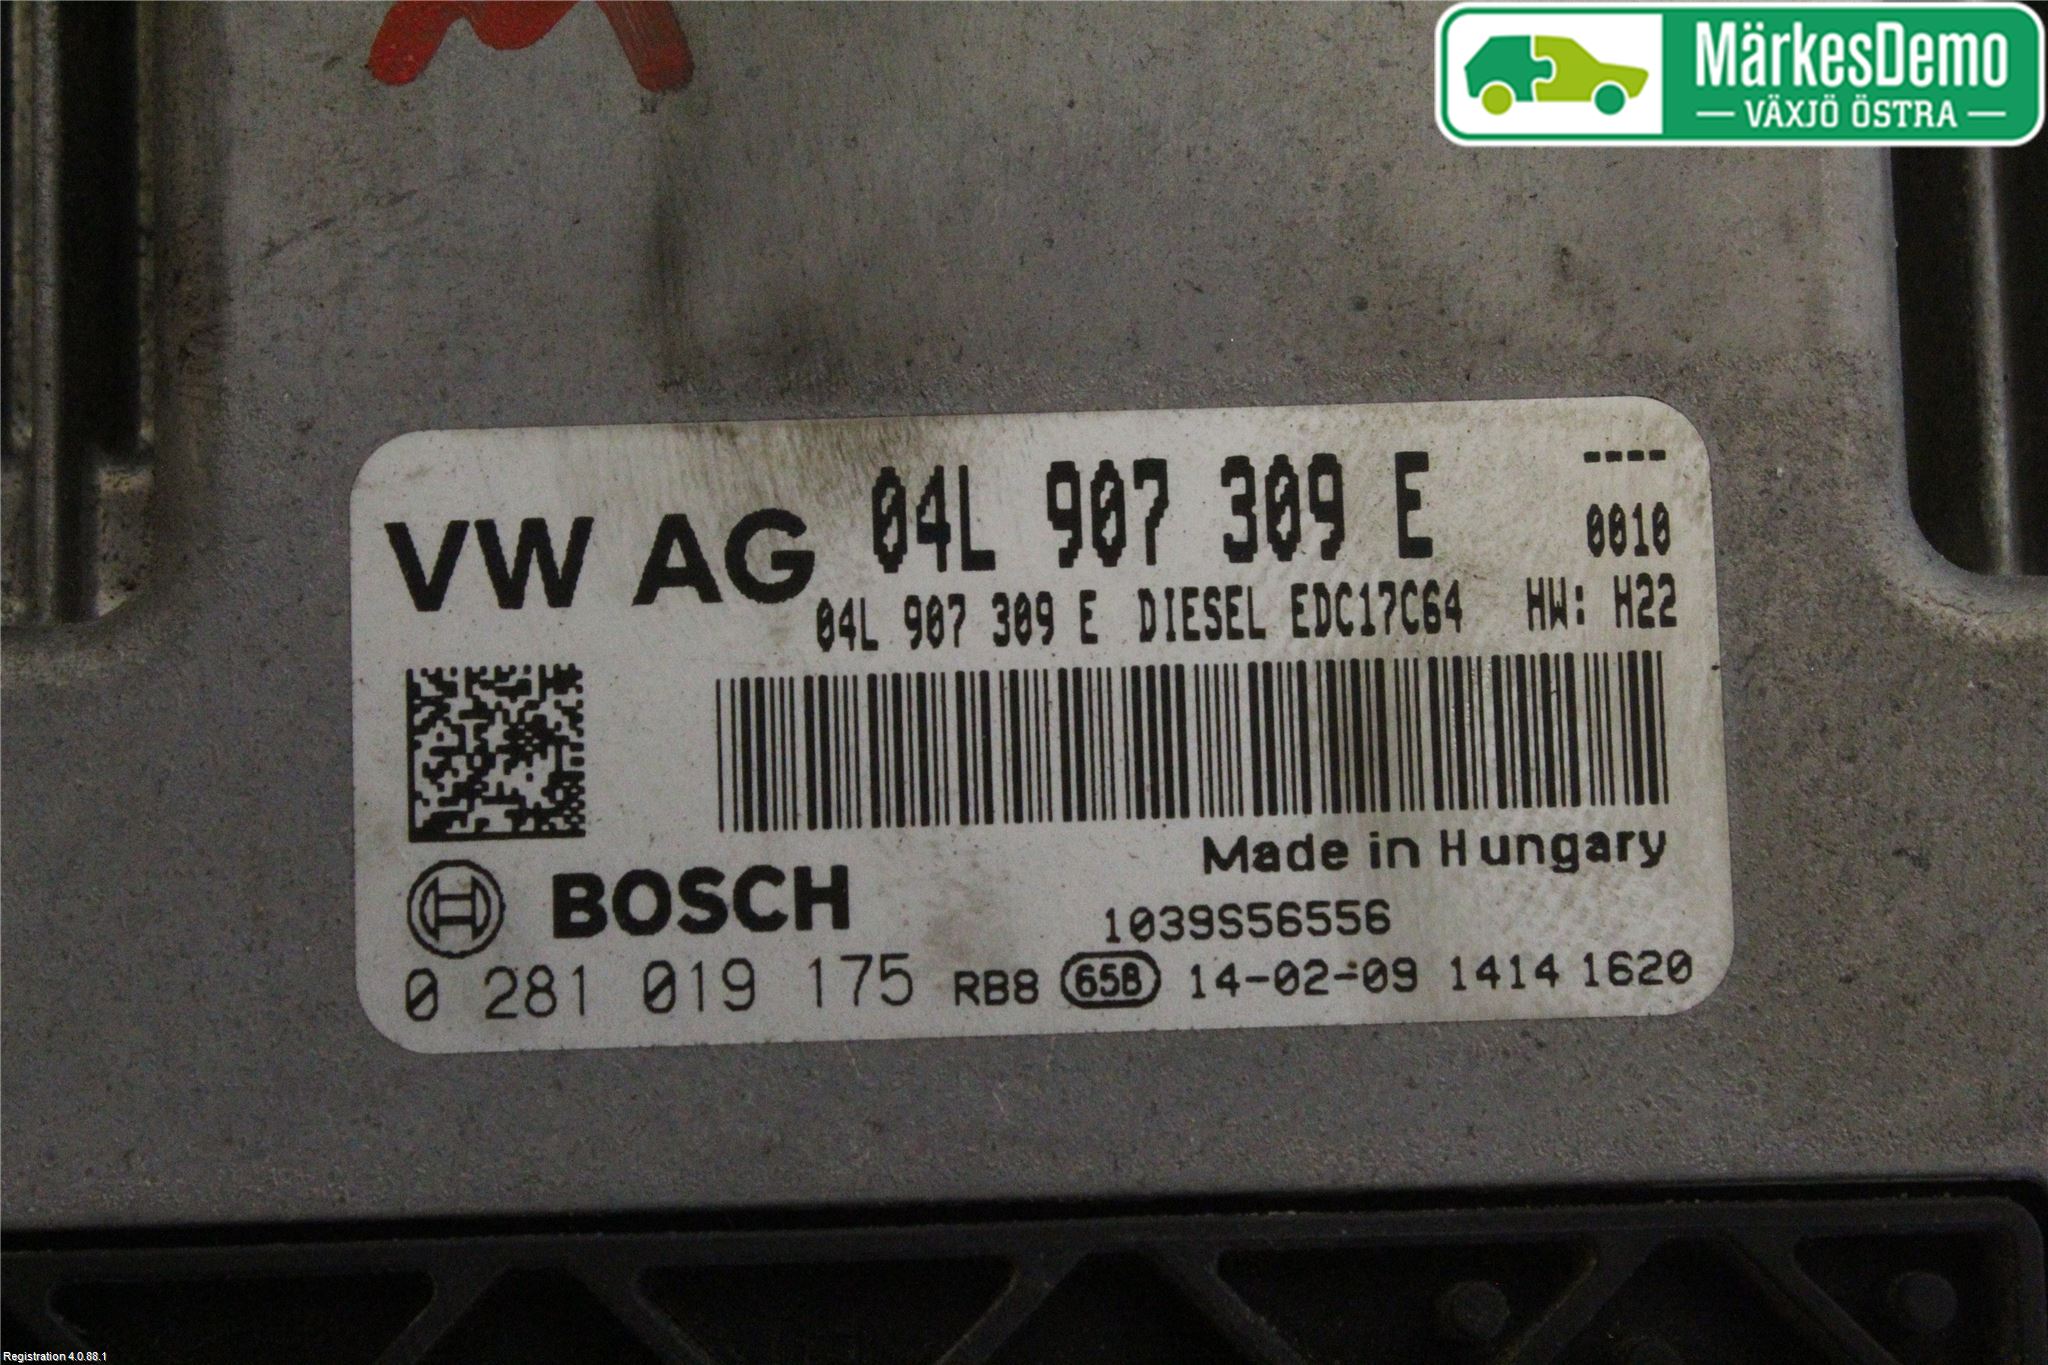 MärkesDemo
VÄXJÖ ÖSTRA
VW AG 04L 907 309 E ----
0010
04L 907 309 E DIESEL EDC17C64 HW: H22
Made in Hungary
BOSCH 1039S56556
0 281 019 175 RB8 65B 14-02-09 1414 1620
Registration 4.0.88.1